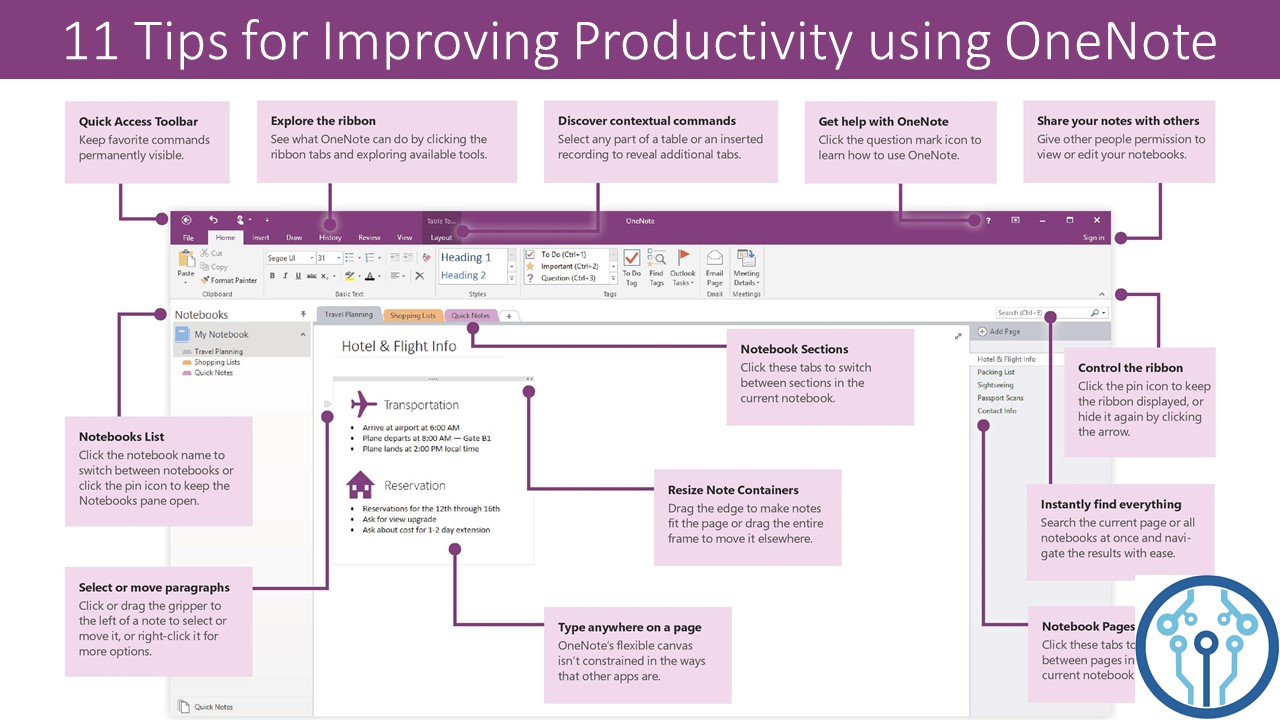 11 Tips for Improving Productivity using OneNote
Quick Access Toolbar
Keep favorite commands
permanently visible.
Explore the ribbon
See what OneNote can do by clicking the
ribbon tabs and exploring available tools.
Discover contextual commands
Select any part of a table or an inserted
recording to reveal additional tabs.
Get help with OneNote
Click the question mark icon to
learn how to use OneNote.
Share your notes with others
Give other people permission to
view or edit your notebooks.
Table To...
OneNote
?
File Home Insert Draw History Review View Layout
Sign in
Paste
Cut
Copy
Format Painter
Clipboard
Segoe UI 31
B I U abc X₂ A
Basic Text
Heading 1
Heading 2
Styles
To Do (Ctrl+1)
Important (Ctrl+2)
? Question (Ctrl+3)
To Do
Tag
Find
Tags
Outlook
Tasks
Tags
Email
Page
Email
Meeting
Details
Meetings
Notebooks
My Notebook
Travel Planning
Shopping Lists
Quick Notes
Travel Planning Shopping Lists Quick Notes +
Search (Ctrl+E)
Hotel & Flight Info
Transportation
• Arrive at airport at 6:00 AM
• Plane departs at 8:00 AM — Gate B1
• Plane lands at 2:00 PM local time
Reservation
• Reservations for the 12th through 16th
• Ask for view upgrade
• Ask about cost for 1-2 day extension
Add Page
Hotel & Flight Info
Packing List
Sightseeing
Passport Scans
Contact Info
Notebook Sections
Click these tabs to switch
between sections in the
current notebook.
Control the ribbon
Click the pin icon to keep
the ribbon displayed, or
hide it again by clicking
the arrow.
Notebooks List
Click the notebook name to
switch between notebooks or
click the pin icon to keep the
Notebooks pane open.
Resize Note Containers
Drag the edge to make notes
fit the page or drag the entire
frame to move it elsewhere.
Instantly find everything
Search the current page or all
notebooks at once and navi-
gate the results with ease.
Select or move paragraphs
Click or drag the gripper to
the left of a note to select or
move it, or right-click it for
more options.
Type anywhere on a page
OneNote's flexible canvas
isn't constrained in the ways
that other apps are.
Notebook Pages
Click these tabs to
between pages in
current notebook
Quick Notes